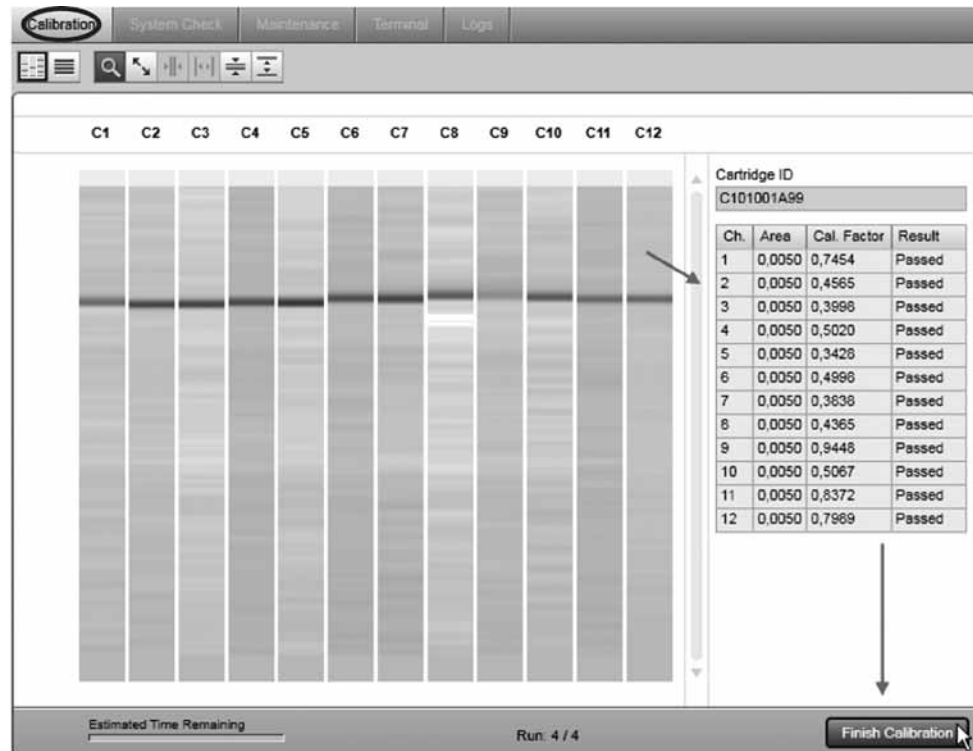 Calibration System Check Maintenance Terminal Logs
C1 C2 C3 C4 C5 C6 C7 C8 C9 C10 C11 C12
Cartridge ID
C101001A99
Ch. Area Cal. Factor Result
1 0,0050 0,7454 Passed
2 0,0050 0,4565 Passed
3 0,0050 0,3996 Passed
4 0,0050 0,5020 Passed
5 0,0050 0,3428 Passed
6 0,0050 0,4996 Passed
7 0,0050 0,3838 Passed
8 0,0050 0,4365 Passed
9 0,0050 0,9448 Passed
10 0,0050 0,5067 Passed
11 0,0050 0,8372 Passed
12 0,0050 0,7969 Passed
Estimated Time Remaining
Run: 4 / 4
Finish Calibration